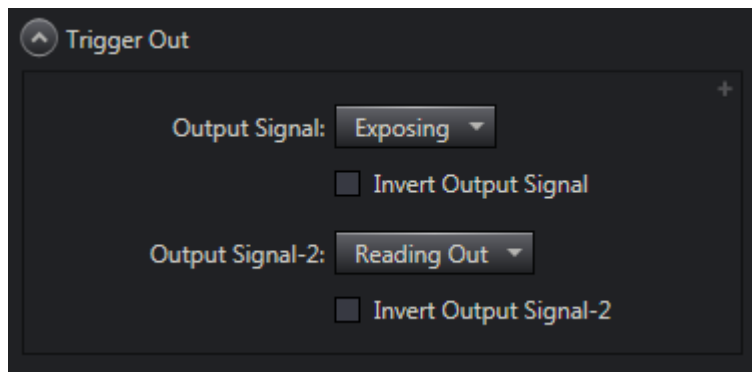 Trigger Out
Output Signal: Exposing
Invert Output Signal
Output Signal-2: Reading Out
Invert Output Signal-2